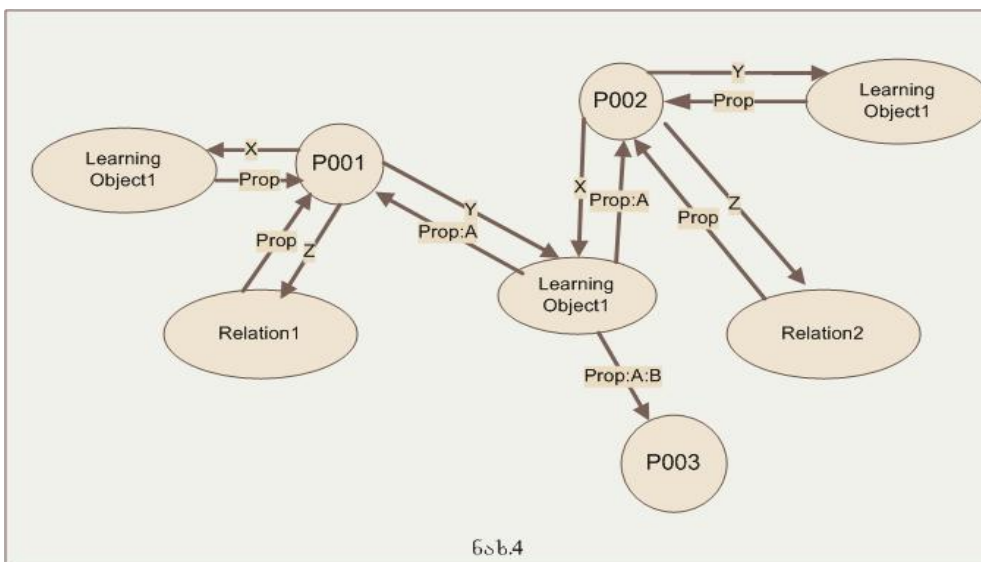 P002
Y
Learning
Object1
Prop
Learning
Object1
X
P001
Prop
Y
X
Prop:A
Prop
Z
Prop:A
Prop
Z
Learning
Object1
Relation1
Relation2
Prop:A:B
P003
ნახ.4